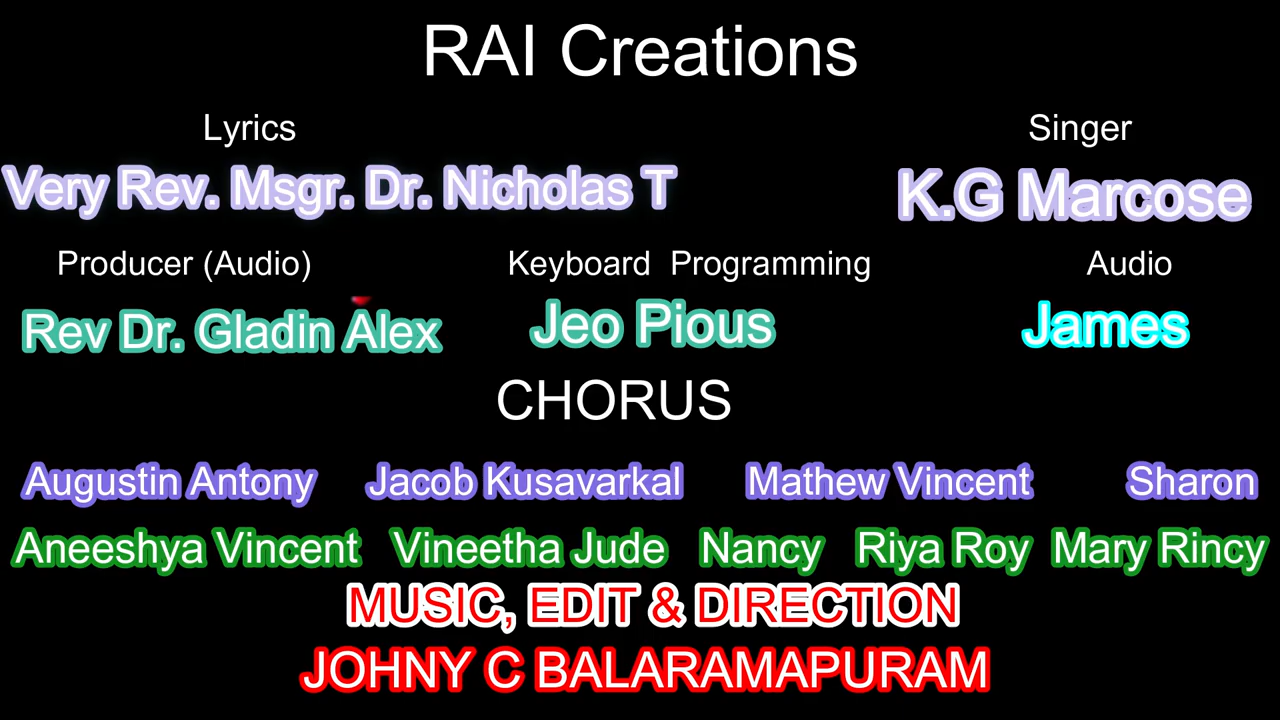 RAI Creations
Lyrics Singer
Very Rev. Msgr. Dr. Nicholas T K.G Marcose
Producer (Audio) Keyboard Programming Audio
Rev Dr. Gladin Alex Jeo Pious James
CHORUS
Augustin Antony Jacob Kusavarkal Mathew Vincent Sharon
Aneeshya Vincent Vineetha Jude Nancy Riya Roy Mary Rincy
MUSIC, EDIT & DIRECTION
JOHNY C BALARAMAPURAM